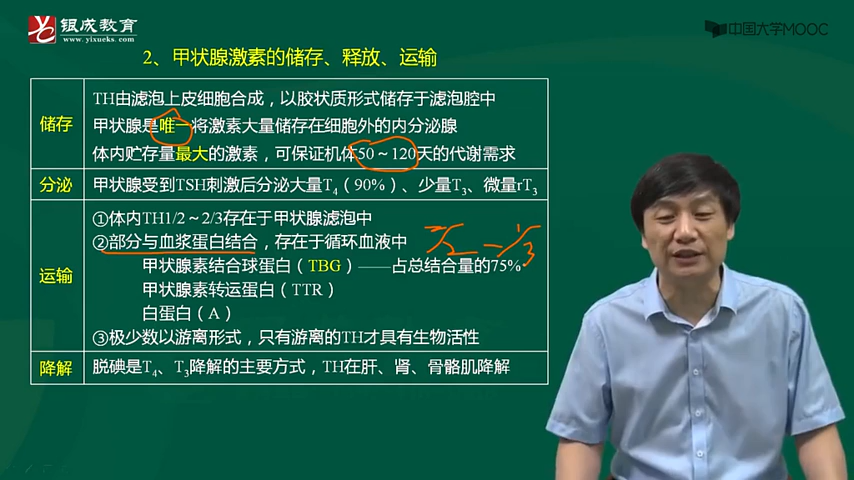 银成教育
www.yixueks.com
中国大学MOOC
2、甲状腺激素的储存、释放、运输
储存
TH由滤泡上皮细胞合成，以胶状质形式储存于滤泡腔中
甲状腺是唯一将激素大量储存在细胞外的内分泌腺
体内贮存量最大的激素，可保证机体50～120天的代谢需求
分泌
甲状腺受到TSH刺激后分泌大量T4（90%）、少量T3、微量rT3
运输
①体内TH1/2～2/3存在于甲状腺滤泡中
②部分与血浆蛋白结合，存在于循环血液中
甲状腺素结合球蛋白（TBG）——占总结合量的75%
甲状腺素转运蛋白（TTR）
白蛋白（A）
③极少数以游离形式，只有游离的TH才具有生物活性
降解
脱碘是T4、T3降解的主要方式，TH在肝、肾、骨骼肌降解